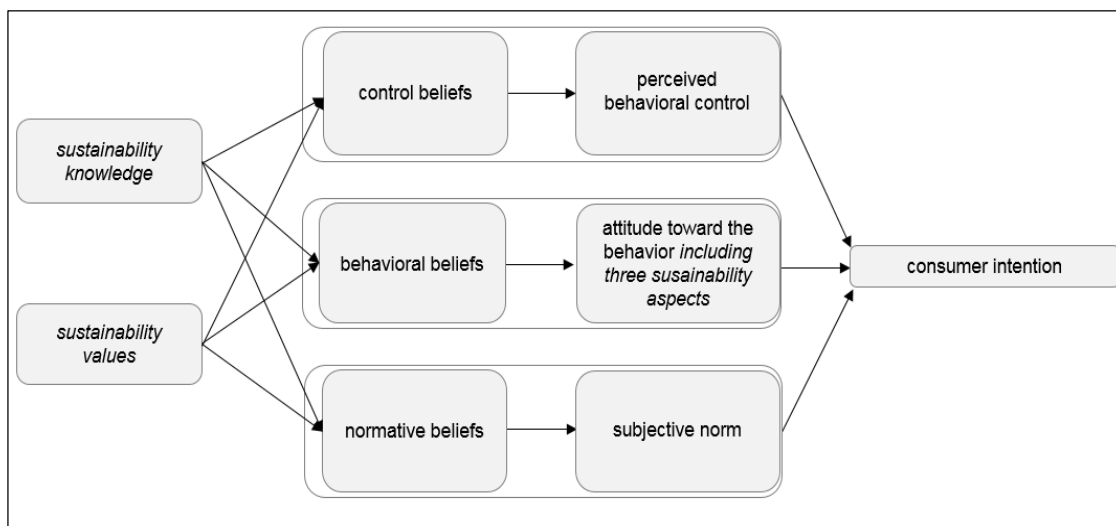 control beliefs
perceived
behavioral control
sustainability
knowledge
behavioral beliefs
attitude toward the
behavior including
three susainability
aspects
consumer intention
sustainability
values
normative beliefs
subjective norm